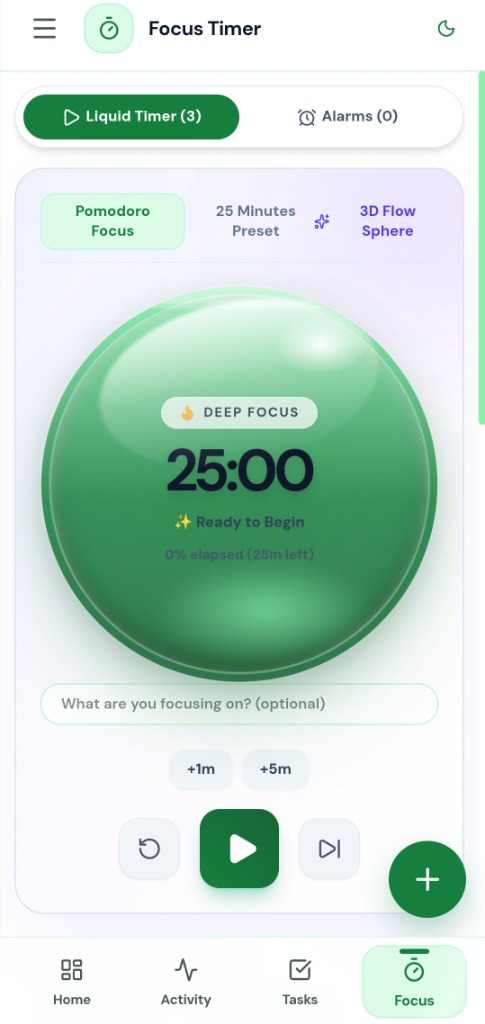 Focus Timer
Liquid Timer (3)
Alarms (0)
Pomodoro
Focus
25 Minutes
Preset
3D Flow
Sphere
🔥 DEEP FOCUS
25:00
✨ Ready to Begin
0% elapsed (25m left)
What are you focusing on? (optional)
+1m
+5m
Home
Activity
Tasks
Focus